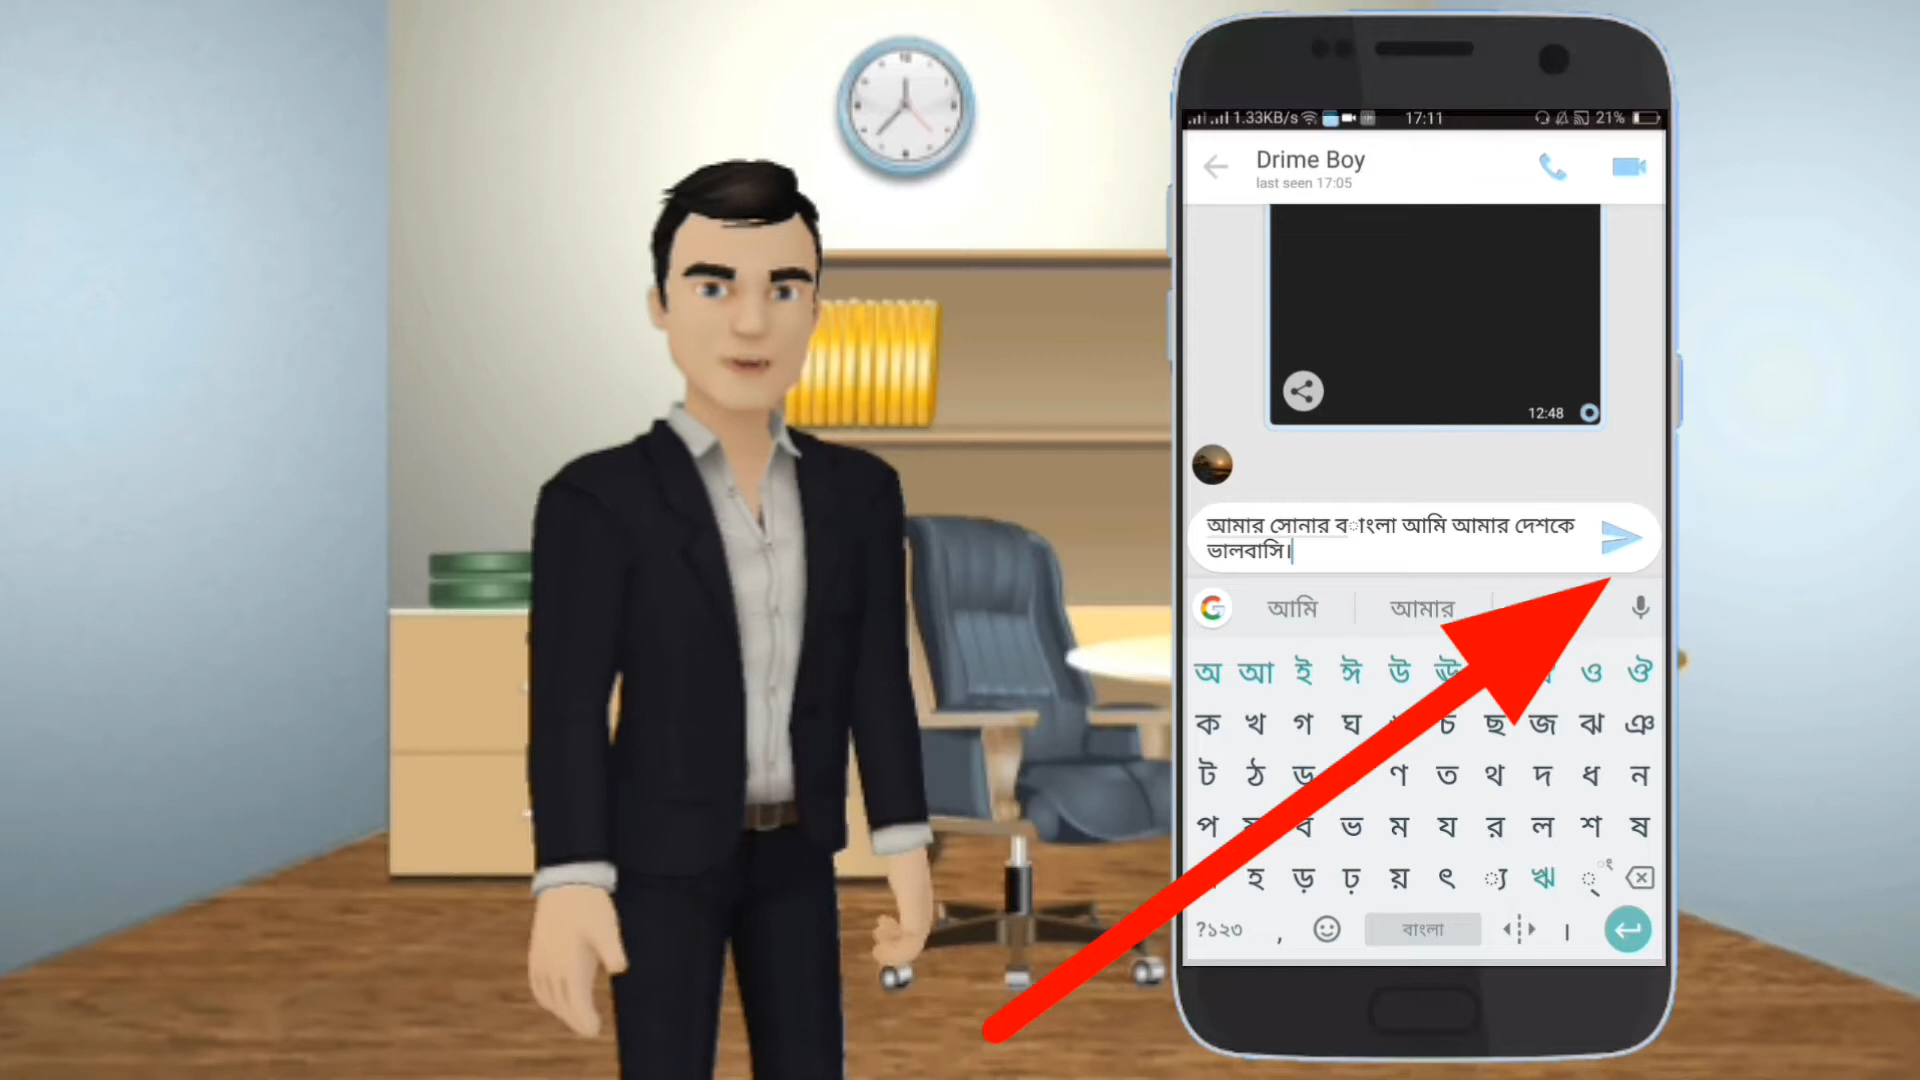 1.33KB/s 17:11 21%
Drime Boy
last seen 17:05
12:48
আমার সোনার ব◌াংলা আমি আমার দেশকে
ভালবাসি।
আমি আমার
অ আ ই ঈ উ ঊ ও ঔ
ক খ গ ঘ চ ছ জ ঝ ঞ
ট ঠ ড ণ ত থ দ ধ ন
প ব ভ ম য র ল শ ষ
হ ড় ঢ় য় ৎ ্য ঋ ্ ং
?১২৩ , বাংলা ।